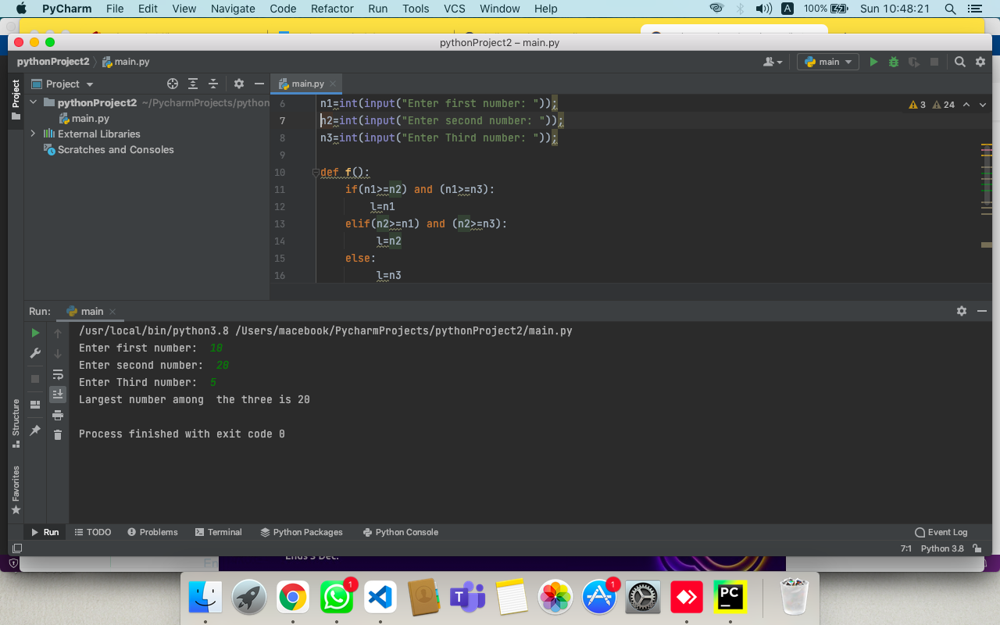 PyCharm File Edit View Navigate Code Refactor Run Tools VCS Window Help A 100% Sun 10:48:21
pythonProject2 – main.py
pythonProject2 main.py main
Project main.py
Project
pythonProject2 ~/PycharmProjects/python
main.py
External Libraries
Scratches and Consoles
3 24
6 n1=int(input("Enter first number: "));
7 n2=int(input("Enter second number: "));
8 n3=int(input("Enter Third number: "));
9
10 def f():
11 if(n1>=n2) and (n1>=n3):
12 l=n1
13 elif(n2>=n1) and (n2>=n3):
14 l=n2
15 else:
16 l=n3
Run: main
/usr/local/bin/python3.8 /Users/macebook/PycharmProjects/pythonProject2/main.py
Enter first number: 10
Enter second number: 20
Enter Third number: 5
Largest number among  the three is 20
Process finished with exit code 0
Structure
Favorites
Run TODO Problems Terminal Python Packages Python Console Event Log
7:1 Python 3.8
En
Ends 3 Dec.
1
T
1
PC